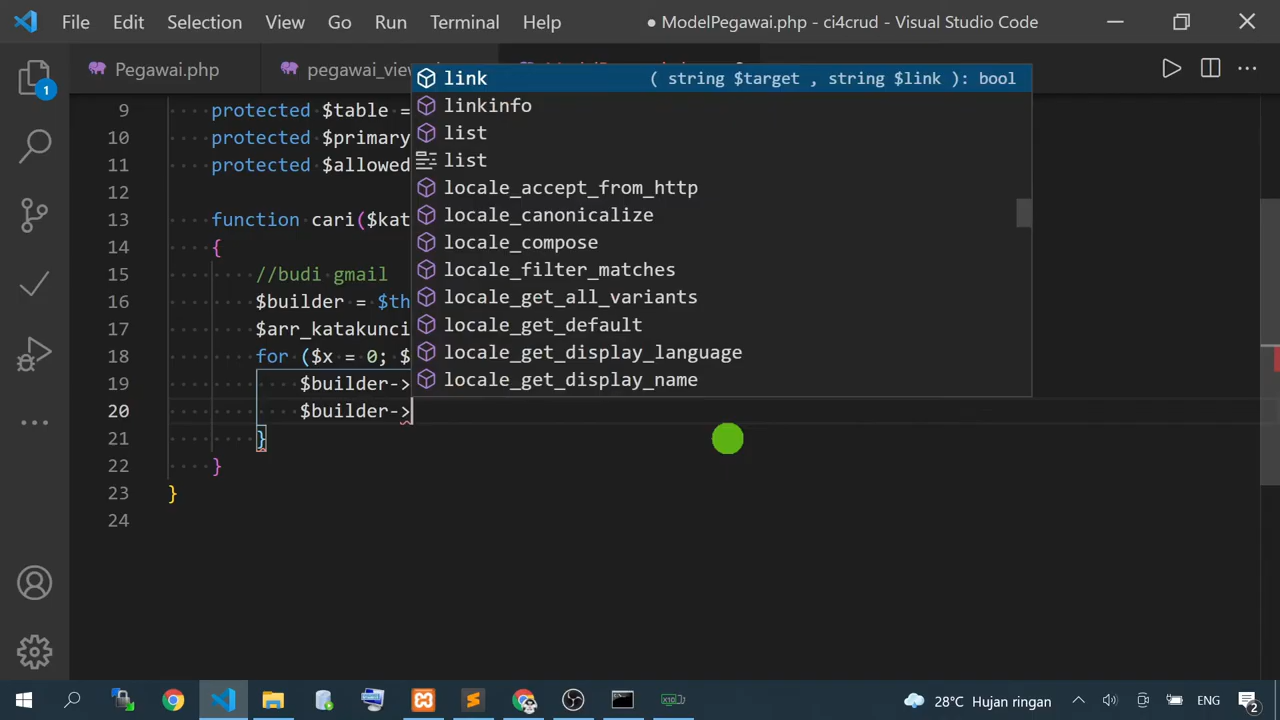 File Edit Selection View Go Run Terminal Help ● ModelPegawai.php - ci4crud - Visual Studio Code
Pegawai.php pegawai_vie
1
link ( string $target , string $link ): bool
linkinfo
list
list
locale_accept_from_http
locale_canonicalize
locale_compose
locale_filter_matches
locale_get_all_variants
locale_get_default
locale_get_display_language
locale_get_display_name
9 protected $table =
10 protected $primary
11 protected $allowed
12
13 function cari($kat
14 {
15 //budi gmail
16 $builder = $th
17 $arr_katakunci
18 for ($x = 0; $
19 $builder->
20 $builder->
21 }
22 }
23 }
24
X10
28°C Hujan ringan ENG 2